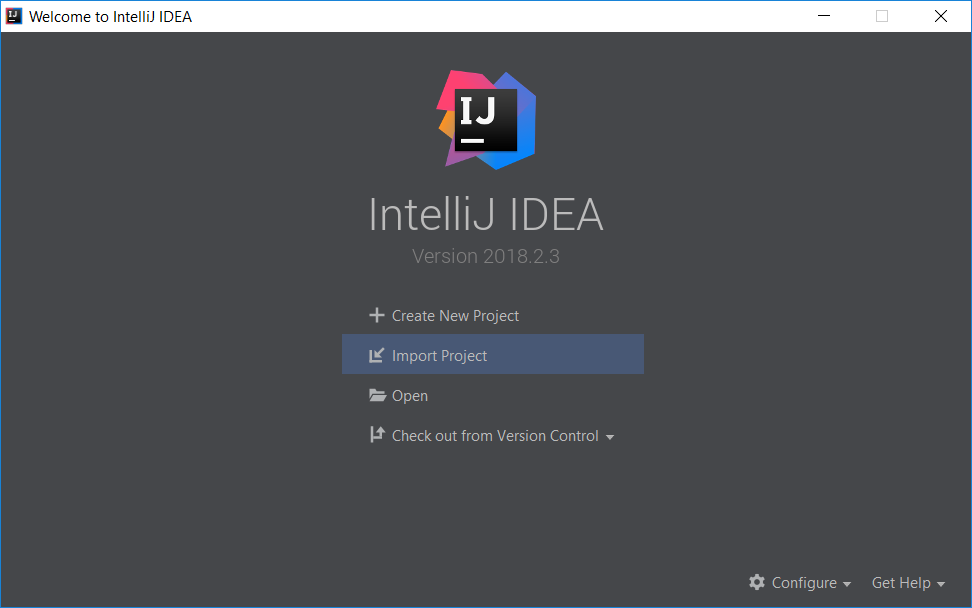 Welcome to IntelliJ IDEA
IJ
IntelliJ IDEA
Version 2018.2.3
Create New Project
Import Project
Open
Check out from Version Control
Configure
Get Help